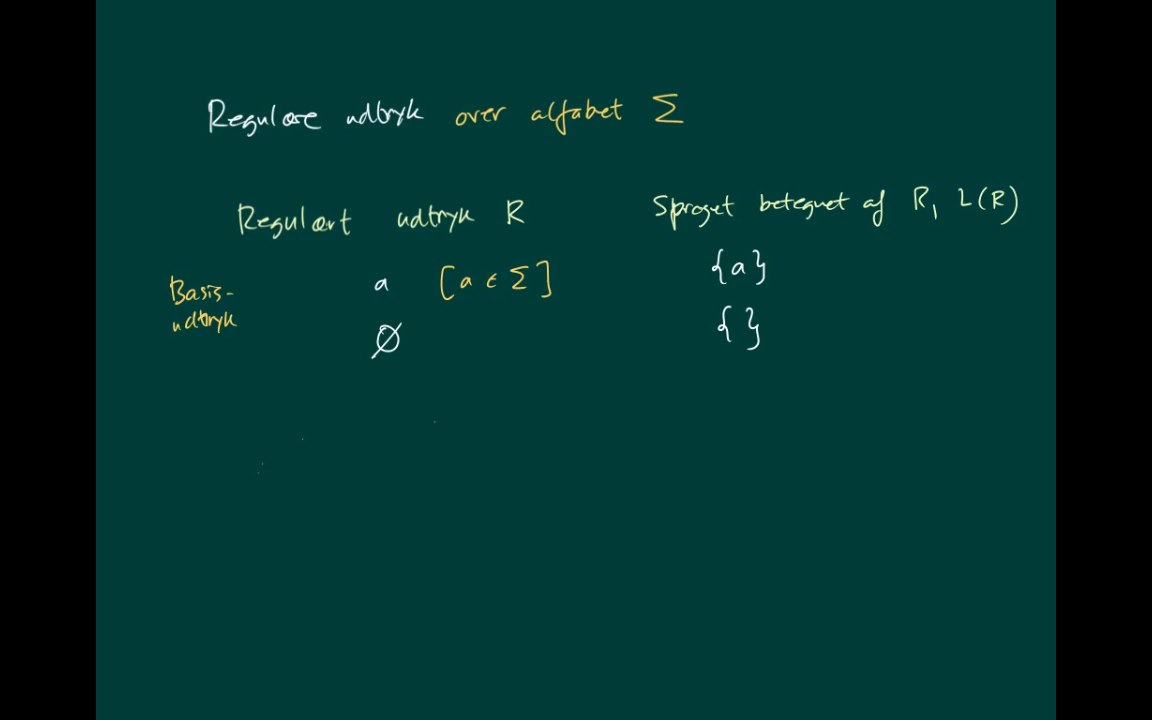 Regulære udtryk over alfabet Σ
Regulært udtryk R Sproget betegnet af R, L(R)
Basis-
udtryk
a [a ∈ Σ] {a}
∅ { }